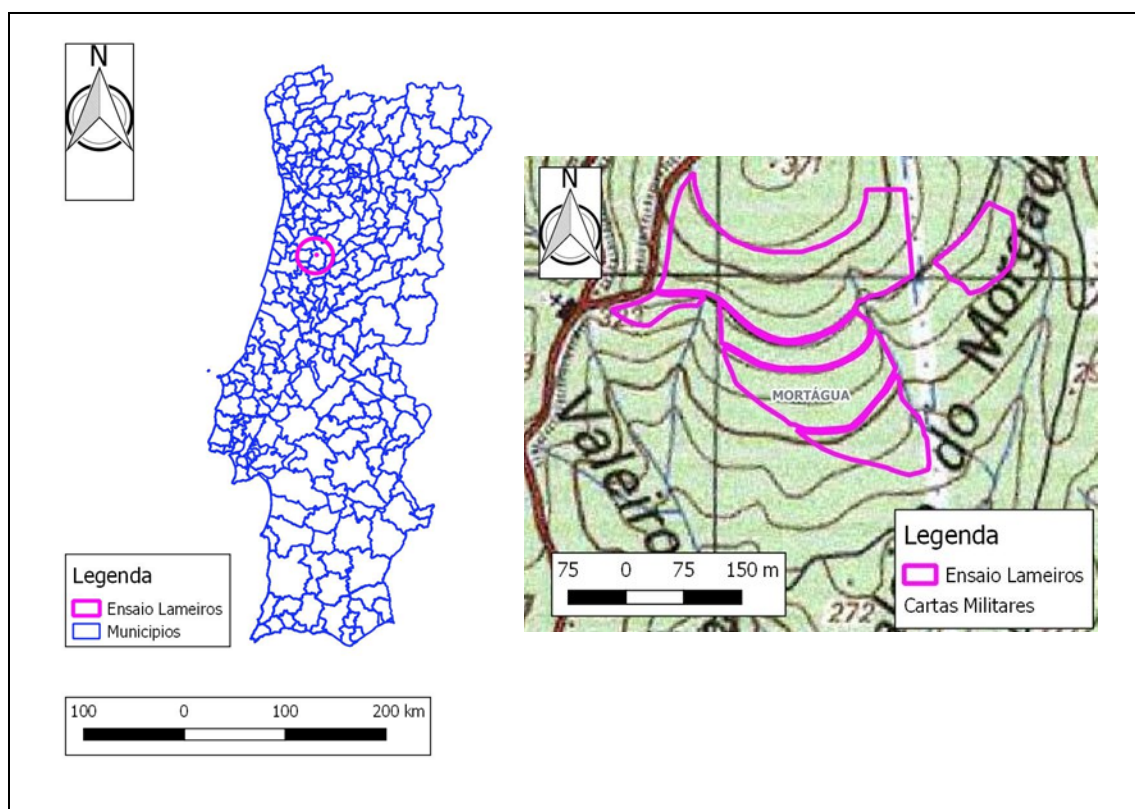 N
Legenda
Ensaio Lameiros
Municipios
100 0 100 200 km
N
371
Morgado
do
MORTÁGUA
Valeiro
75 0 75 150 m
272
Legenda
Ensaio Lameiros
Cartas Militares